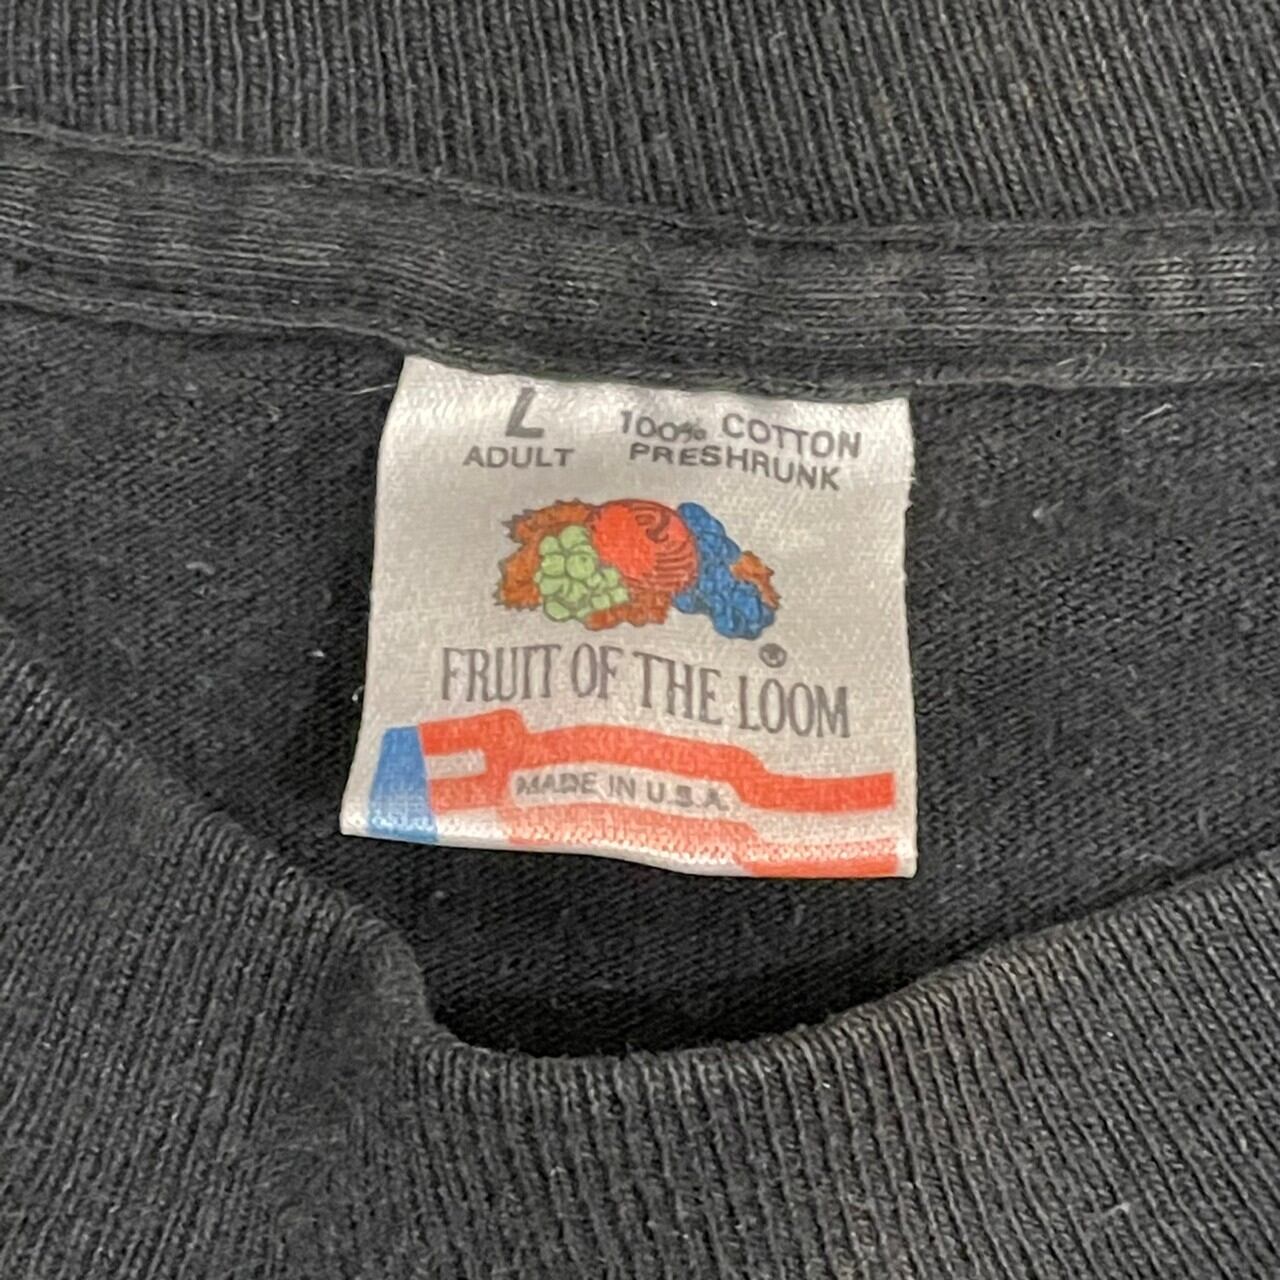 L 100% COTTON
ADULT PRESHRUNK
FRUIT OF THE LOOM®
MADE IN U.S.A.